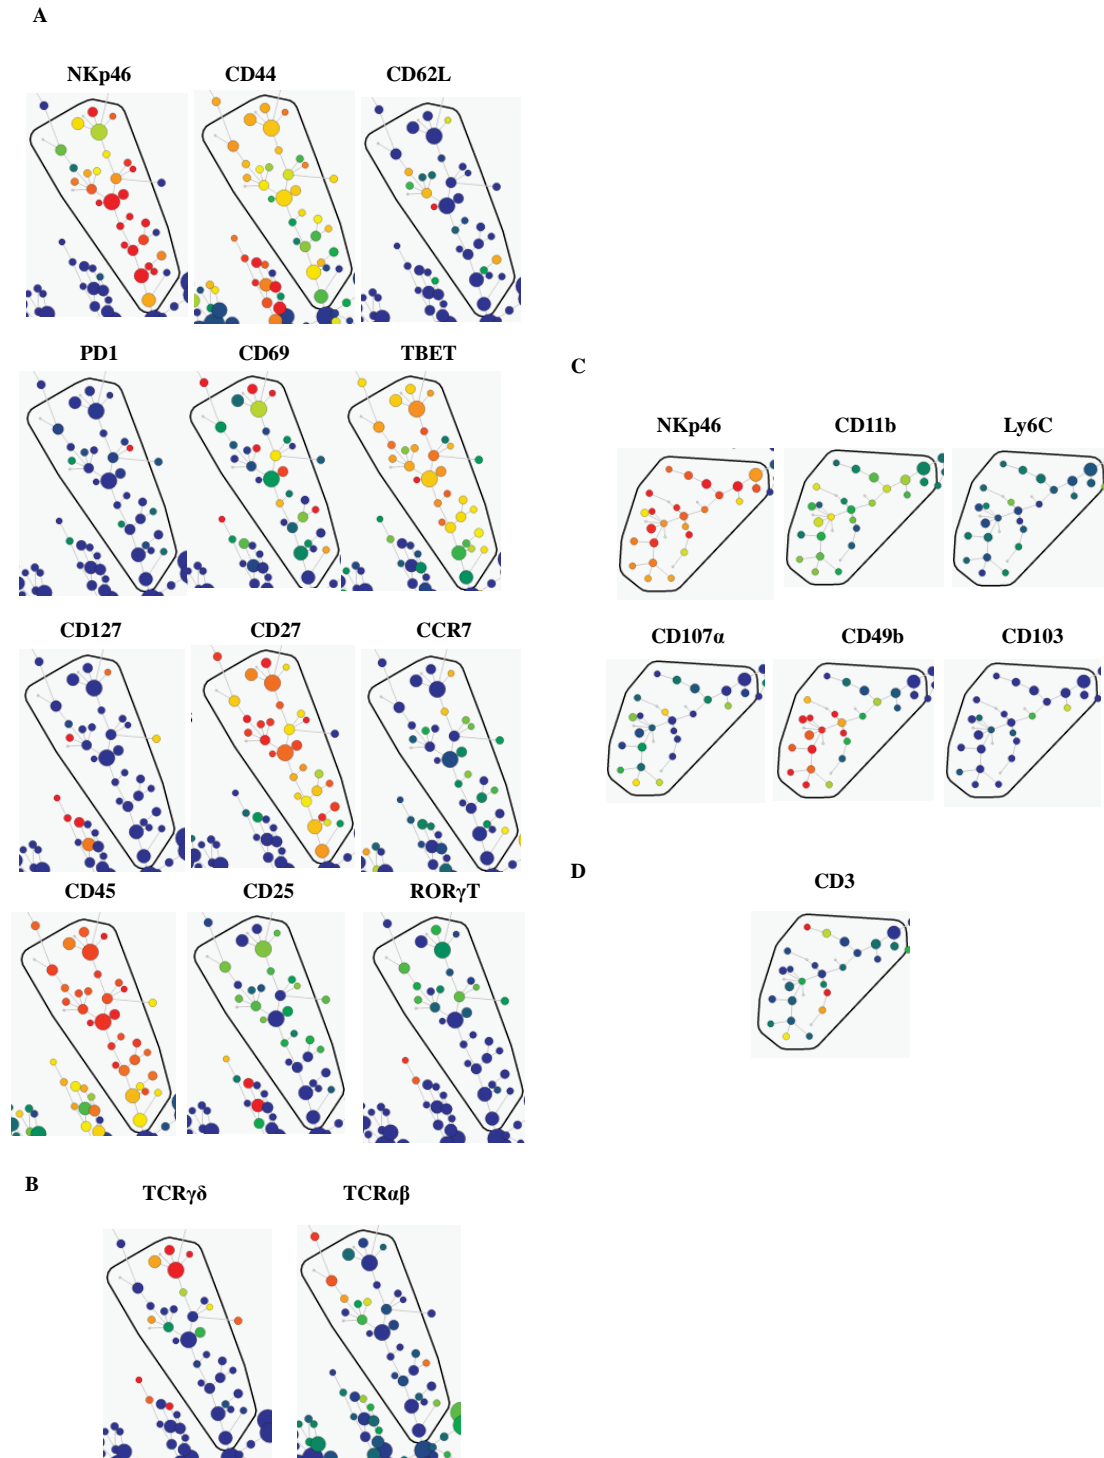 A
NKp46 CD44 CD62L
PD1 CD69 TBET
CD127 CD27 CCR7
CD45 CD25 RORγT
B
TCRγδ TCRαβ
C
NKp46 CD11b Ly6C
CD107α CD49b CD103
D
CD3